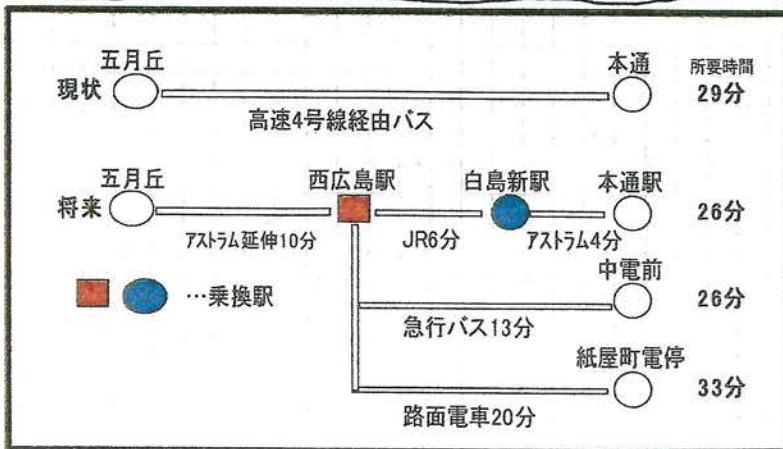 五月丘 本通 所要時間
現状 29分
高速4号線経由バス
五月丘 西広島駅 白島新駅 本通駅
将来 26分
アストラム延伸10分 JR6分 アストラム4分
中電前
…乗換駅 26分
急行バス13分
紙屋町電停
33分
路面電車20分